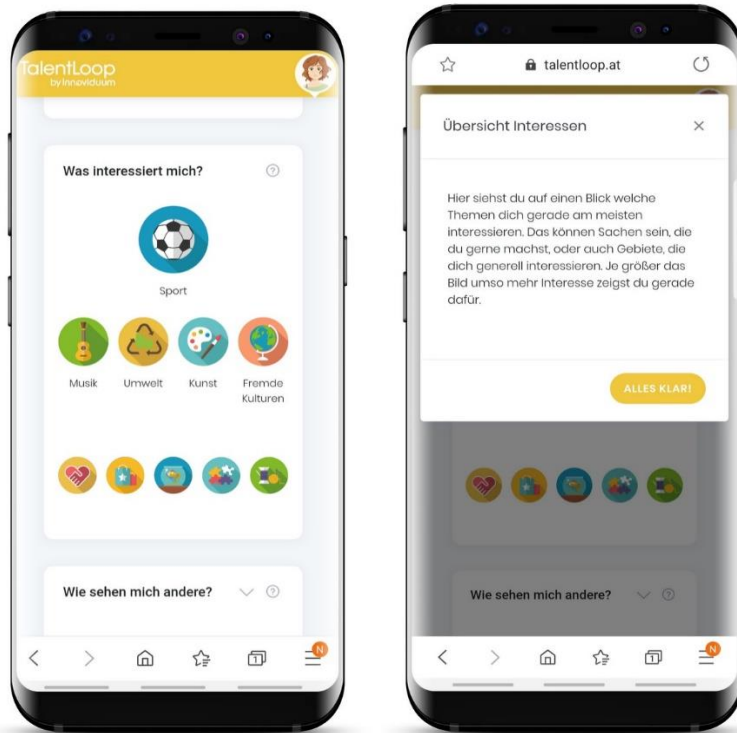 TalentLoop
by Innoviduum
Was interessiert mich?
?
Sport
Musik
Umwelt
Kunst
Fremde
Kulturen
Wie sehen mich andere?
?
1
N
talentloop.at
Übersicht Interessen
×
Hier siehst du auf einen Blick welche
Themen dich gerade am meisten
interessieren. Das können Sachen sein, die
du gerne machst, oder auch Gebiete, die
dich generell interessieren. Je größer das
Bild umso mehr Interesse zeigst du gerade
dafür.
ALLES KLAR!
Wie sehen mich andere?
?
1
N